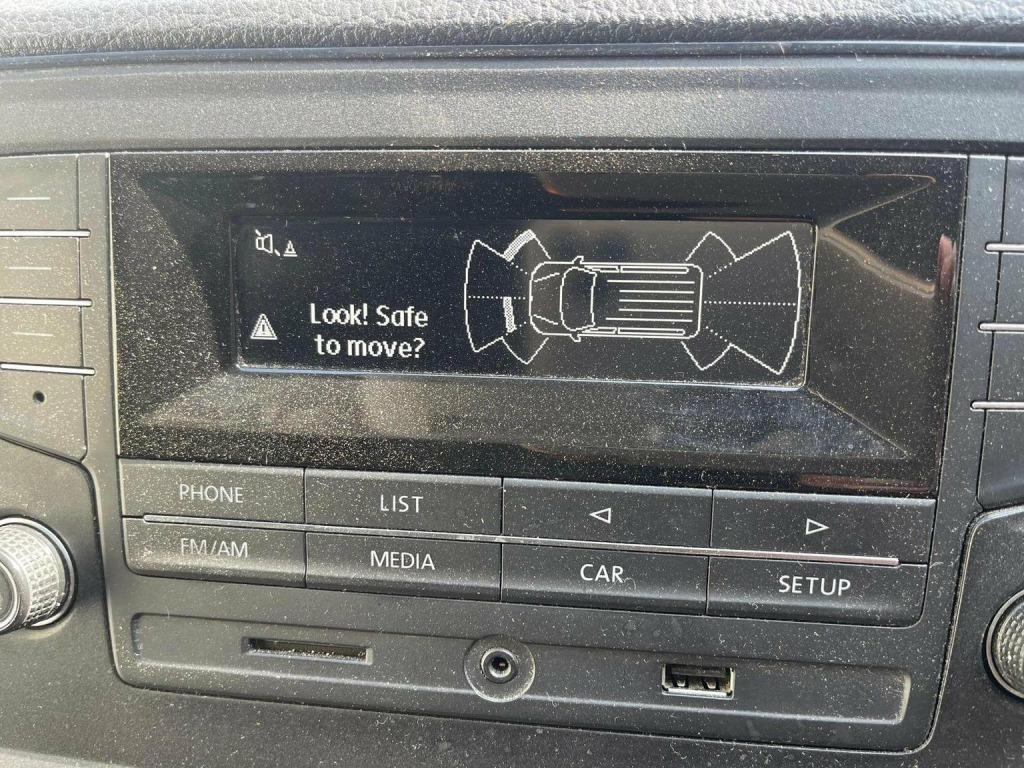 Look! Safe
to move?
PHONE
LIST
FM/AM
MEDIA
CAR
SETUP